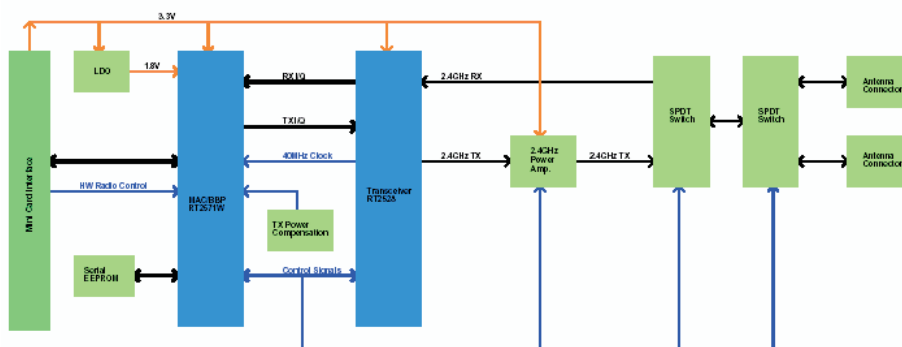 3.3V
LDO
1.8V
RX I/Q
2.4GHz RX
SPDT
Switch
SPDT
Switch
Antenna
Connector
TX I/Q
40MHz Clock
2.4GHz TX
2.4GHz
Power
Amp.
2.4GHz TX
Antenna
Connector
Mini Card Interface
HW Radio Control
MAC/BBP
RT2571W
Transceiver
RT2528
TX Power
Compensation
Serial
EEPROM
Control Signals